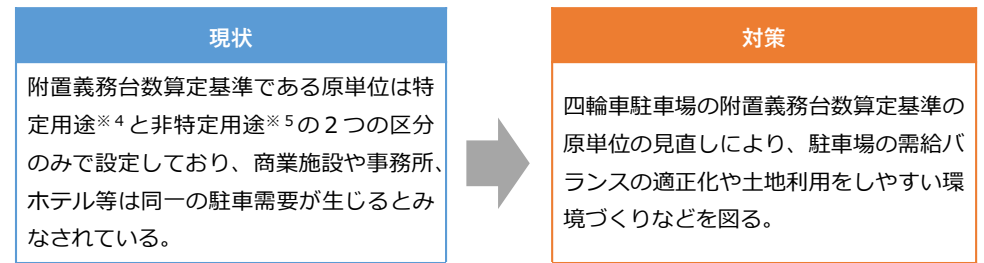 現状
附置義務台数算定基準である原単位は特
定用途※４と非特定用途※５の２つの区分
のみで設定しており、商業施設や事務所、
ホテル等は同一の駐車需要が生じるとみ
なされている。
対策
四輪車駐車場の附置義務台数算定基準の
原単位の見直しにより、駐車場の需給バ
ランスの適正化や土地利用をしやすい環
境づくりなどを図る。